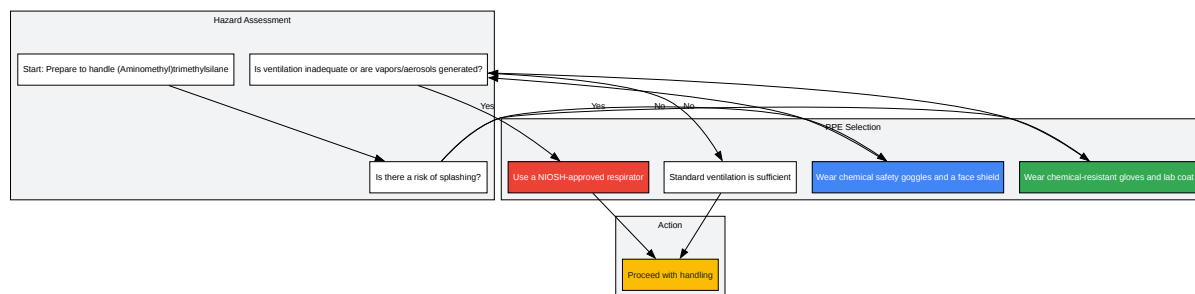 Hazard Assessment
Start: Prepare to handle (Aminomethyl)trimethylsilane
Is ventilation inadequate or are vapors/aerosols generated?
Yes
Yes
No
No
PPE Selection
Is there a risk of splashing?
Use a NIOSH-approved respirator
Standard ventilation is sufficient
Wear chemical safety goggles and a face shield
Wear chemical-resistant gloves and lab coat
Action
Proceed with handling